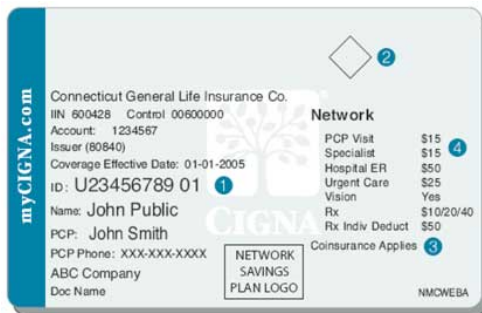 myCIGNA.com
2
Connecticut General Life Insurance Co.
IIN 600428 Control 00600000
Account: 1234567
Issuer (80840)
Coverage Effective Date: 01-01-2005
ID: U23456789 01 1
Name: John Public
PCP: John Smith
PCP Phone: XXX-XXX-XXXX
ABC Company
Doc Name
CIGNA
NETWORK
SAVINGS
PLAN LOGO
Network
PCP Visit $15
Specialist $15 4
Hospital ER $50
Urgent Care $25
Vision Yes
Rx $10/20/40
Rx Indiv Deduct $50
Coinsurance Applies 3
NMCWEBA